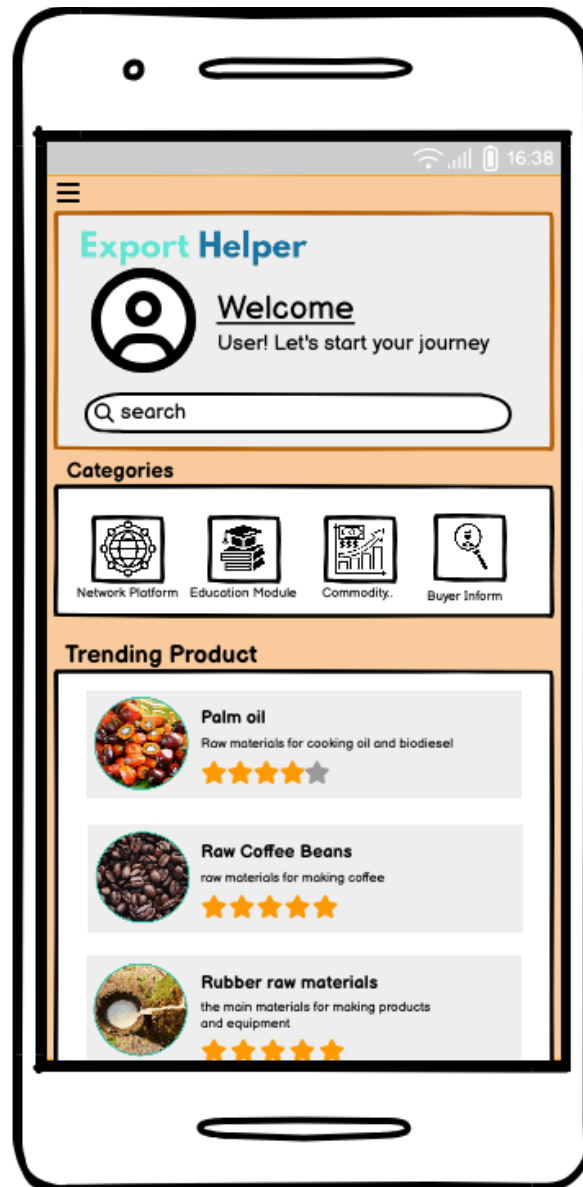 16:38
Export Helper
Welcome
User! Let's start your journey
search
Categories
Network Platform
Education Module
Commodity..
Buyer Inform
Trending Product
Palm oil
Raw materials for cooking oil and biodiesel
Raw Coffee Beans
raw materials for making coffee
Rubber raw materials
the main materials for making products
and equipment